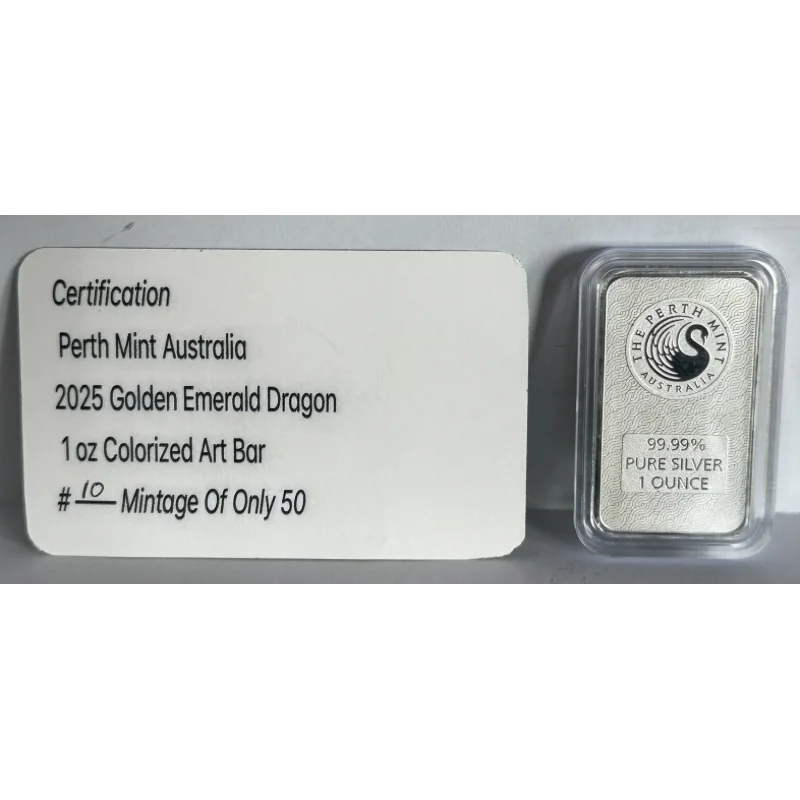 Certification
Perth Mint Australia
2025 Golden Emerald Dragon
1 oz Colorized Art Bar
# 10 Mintage Of Only 50
THE PERTH MINT
AUSTRALIA
99.99%
PURE SILVER
1 OUNCE